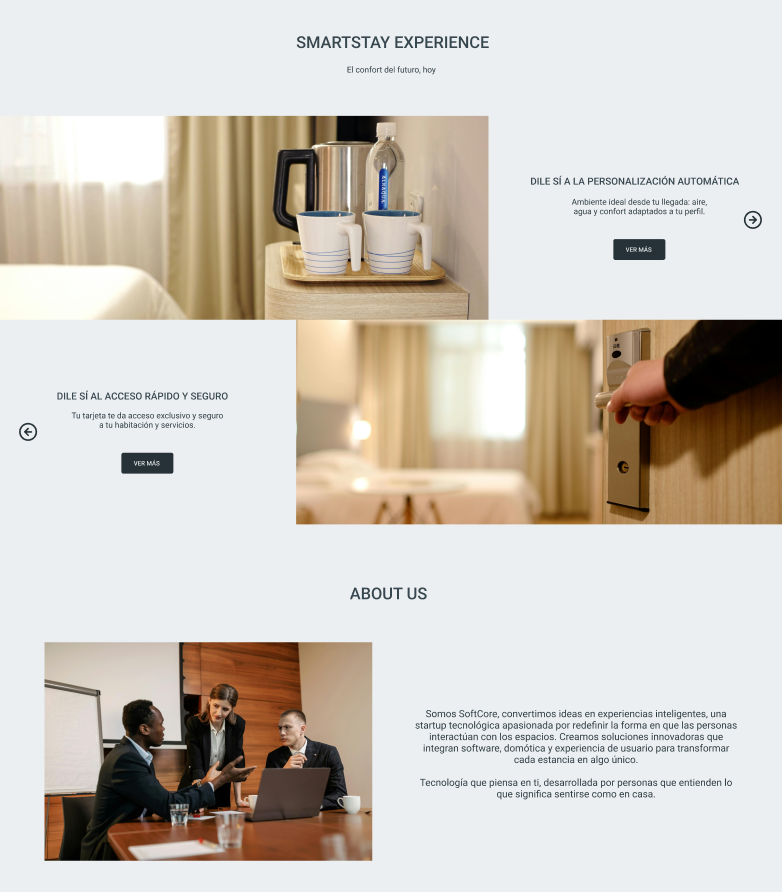 SMARTSTAY EXPERIENCE
El confort del futuro, hoy
DILE SÍ A LA PERSONALIZACIÓN AUTOMÁTICA
Ambiente ideal desde tu llegada: aire,
agua y confort adaptados a tu perfil.
VER MÁS
DILE SÍ AL ACCESO RÁPIDO Y SEGURO
Tu tarjeta te da acceso exclusivo y seguro
a tu habitación y servicios.
VER MÁS
ABOUT US
Somos SoftCore, convertimos ideas en experiencias inteligentes, una
startup tecnológica apasionada por redefinir la forma en que las personas
interactúan con los espacios. Creamos soluciones innovadoras que
integran software, domótica y experiencia de usuario para transformar
cada estancia en algo único.
Tecnología que piensa en ti, desarrollada por personas que entienden lo
que significa sentirse como en casa.